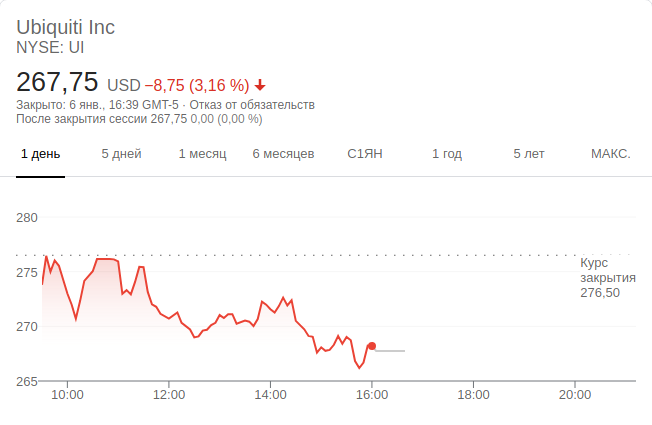 Ubiquiti Inc
NYSE: UI
267,75 USD −8,75 (3,16 %)
Закрыто: 6 янв., 16:39 GMT-5 · Отказ от обязательств
После закрытия сессии 267,75 0,00 (0,00 %)
1 день 5 дней 1 месяц 6 месяцев С1ЯН 1 год 5 лет МАКС.
280
275
270
265
Курс
закрытия
276,50
10:00 12:00 14:00 16:00 18:00 20:00